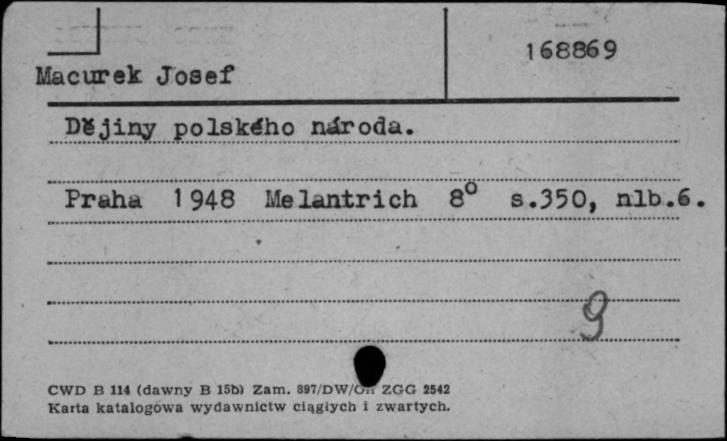 168869
Macurek Josef
Dějiny polského národa.
Praha 1948 Melantrich 8° s.350, nlb.6.
9
CWD B 114 (dawny B 15b) Zam. 897/DW/ ZGG 2542
Karta katalogowa wydawnictw ciągłych i zwartych.